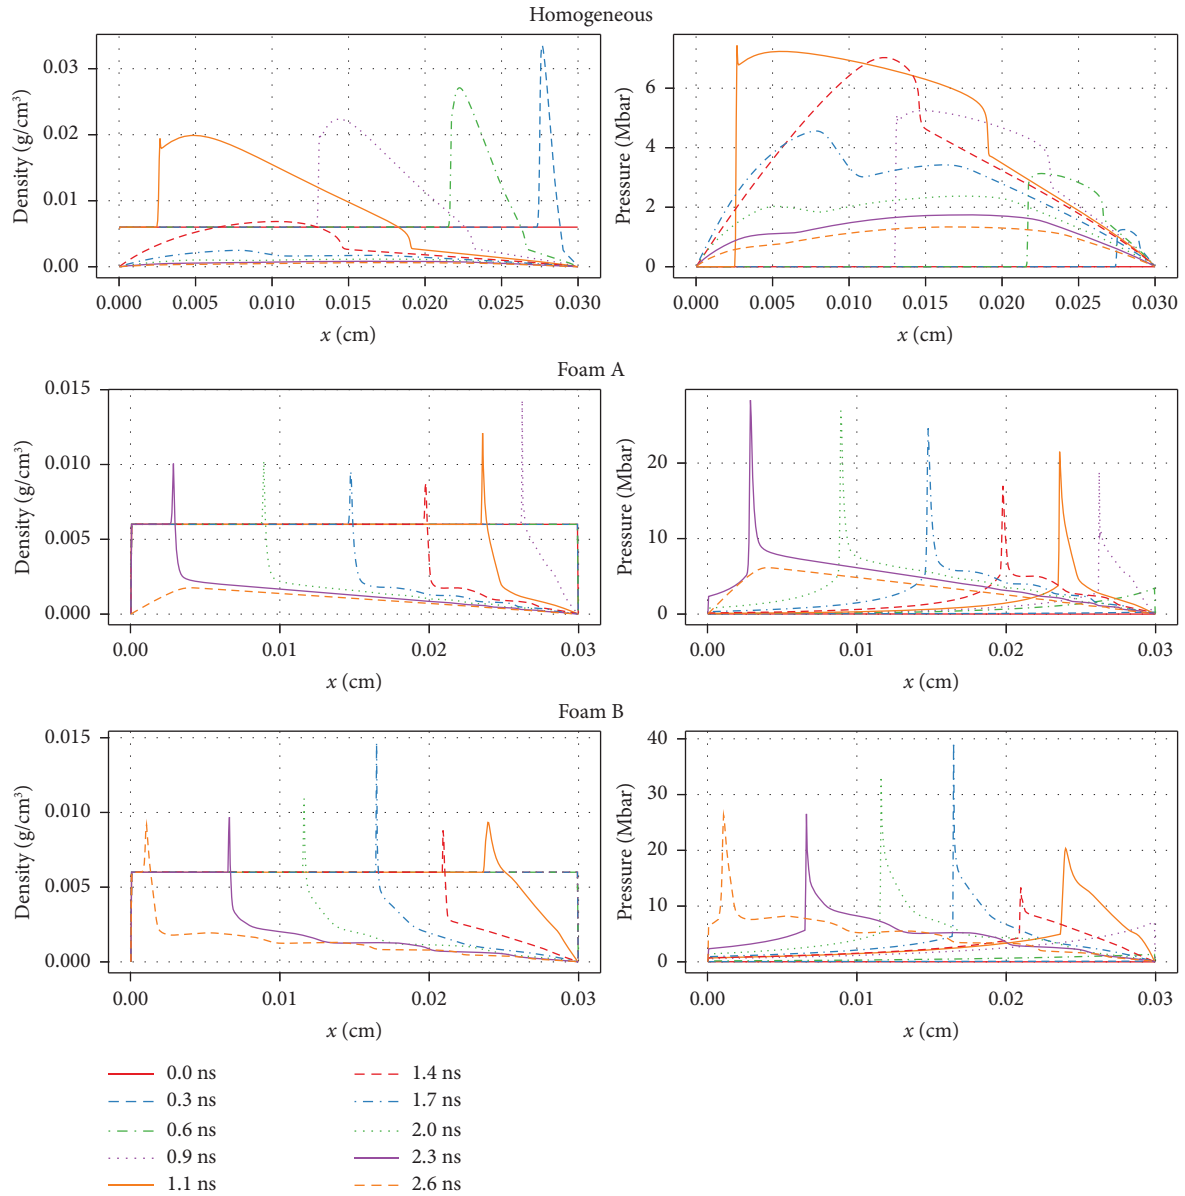 Homogeneous
Density (g/cm³)
0.03
0.02
0.01
0.00
0.000 0.005 0.010 0.015 0.020 0.025 0.030
x (cm)
Pressure (Mbar)
6
4
2
0
0.000 0.005 0.010 0.015 0.020 0.025 0.030
x (cm)
Foam A
Density (g/cm³)
0.015
0.010
0.005
0.000
0.00 0.01 0.02 0.03
x (cm)
Pressure (Mbar)
20
10
0
0.00 0.01 0.02 0.03
x (cm)
Foam B
Density (g/cm³)
0.015
0.010
0.005
0.000
0.00 0.01 0.02 0.03
x (cm)
Pressure (Mbar)
40
30
20
10
0
0.00 0.01 0.02 0.03
x (cm)
0.0 ns
0.3 ns
0.6 ns
0.9 ns
1.1 ns
1.4 ns
1.7 ns
2.0 ns
2.3 ns
2.6 ns